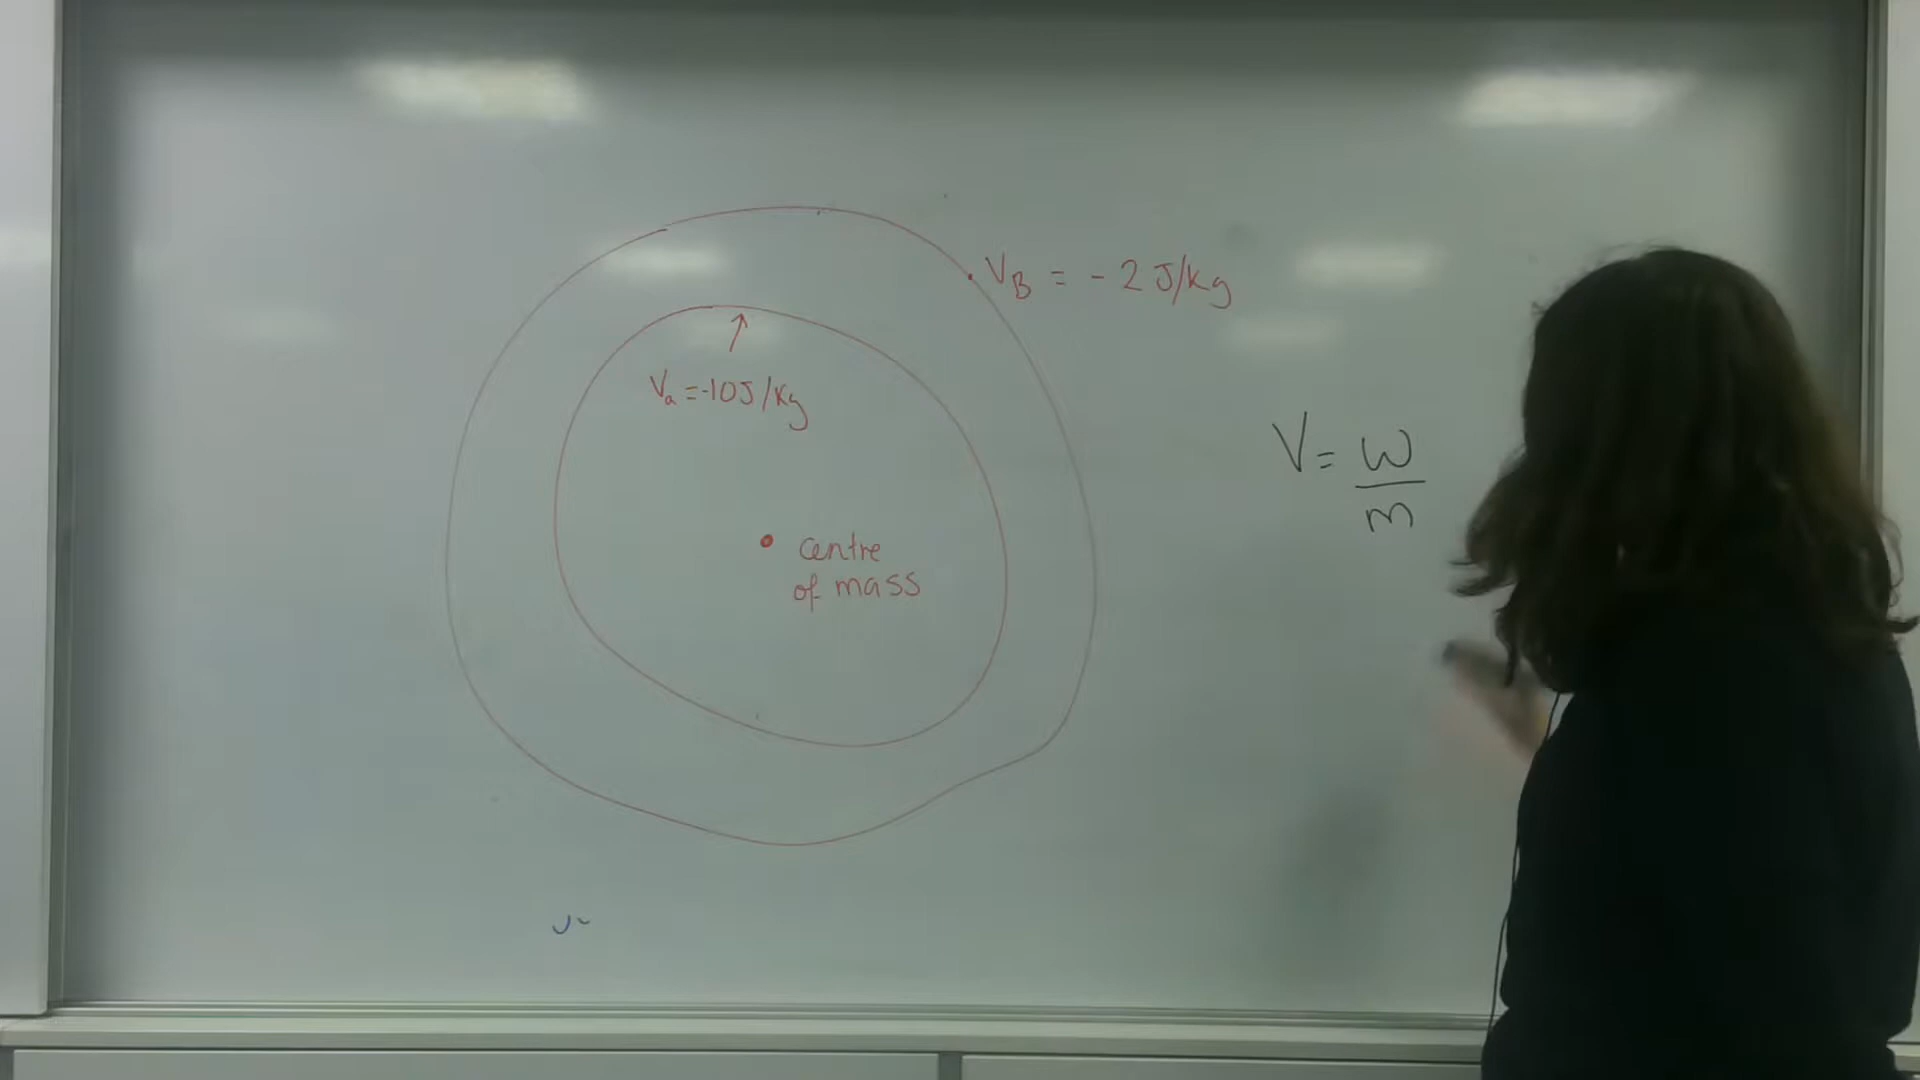 V_B = - 2 J/kg
V_a = -10J/kg
V = w/m
centre
of mass